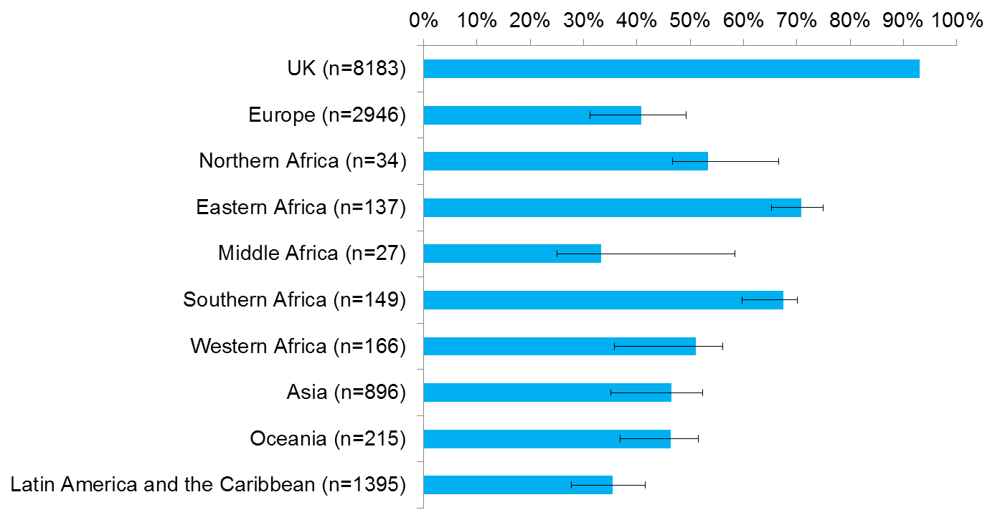 0% 10% 20% 30% 40% 50% 60% 70% 80% 90% 100%
UK (n=8183)
Europe (n=2946)
Northern Africa (n=34)
Eastern Africa (n=137)
Middle Africa (n=27)
Southern Africa (n=149)
Western Africa (n=166)
Asia (n=896)
Oceania (n=215)
Latin America and the Caribbean (n=1395)